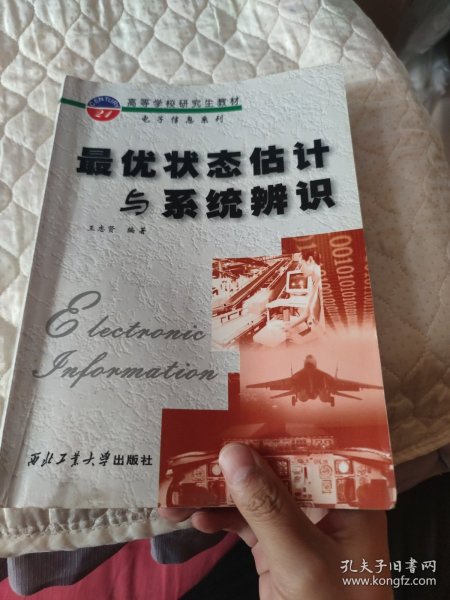 CENTURY
21
高等学校研究生教材
电子信息系列
最优状态估计
与系统辨识
王志贤 编著
Electronic
Information
西北工业大学出版社
孔夫子旧书网
www.kongfz.com